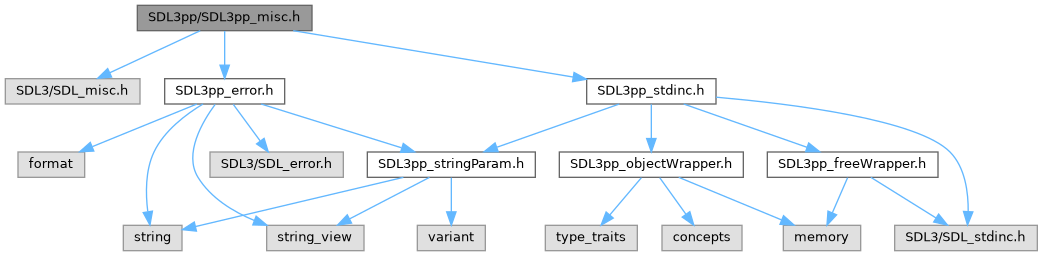 SDL3pp/SDL3pp_misc.h
SDL3/SDL_misc.h
SDL3pp_error.h
SDL3pp_stdinc.h
format
SDL3/SDL_error.h
SDL3pp_stringParam.h
SDL3pp_objectWrapper.h
SDL3pp_freeWrapper.h
string
string_view
variant
type_traits
concepts
memory
SDL3/SDL_stdinc.h